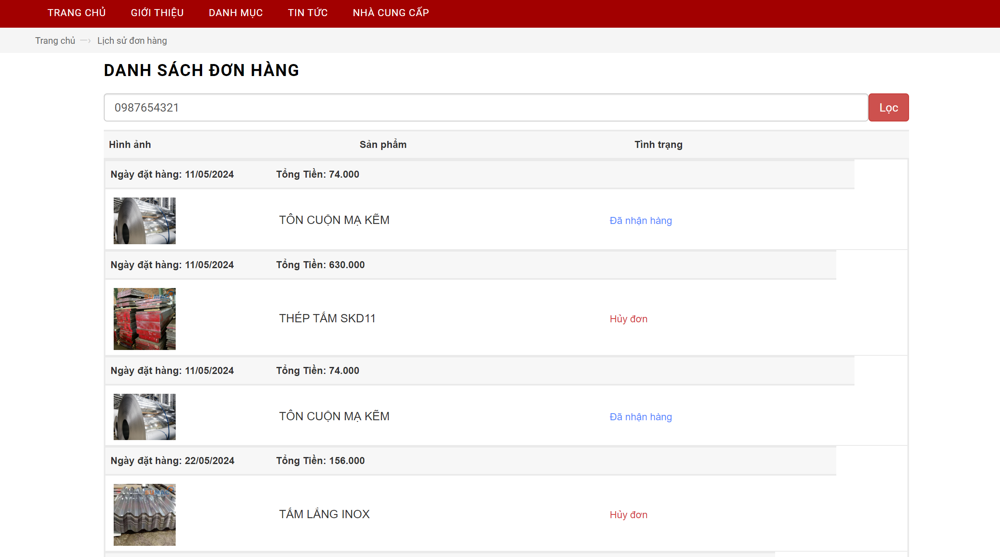 TRANG CHỦ GIỚI THIỆU DANH MỤC TIN TỨC NHÀ CUNG CẤP
Trang chủ Lịch sử đơn hàng
DANH SÁCH ĐƠN HÀNG
0987654321 Lọc
Hình ảnh Sản phẩm Tình trạng
Ngày đặt hàng: 11/05/2024 Tổng Tiền: 74.000
TÔN CUỘN MẠ KẼM Đã nhận hàng
Ngày đặt hàng: 11/05/2024 Tổng Tiền: 630.000
SUMAC
THÉP TẤM SKD11 Hủy đơn
Ngày đặt hàng: 11/05/2024 Tổng Tiền: 74.000
TÔN CUỘN MẠ KẼM Đã nhận hàng
Ngày đặt hàng: 22/05/2024 Tổng Tiền: 156.000
SUMAC
TẤM LẮNG INOX Hủy đơn